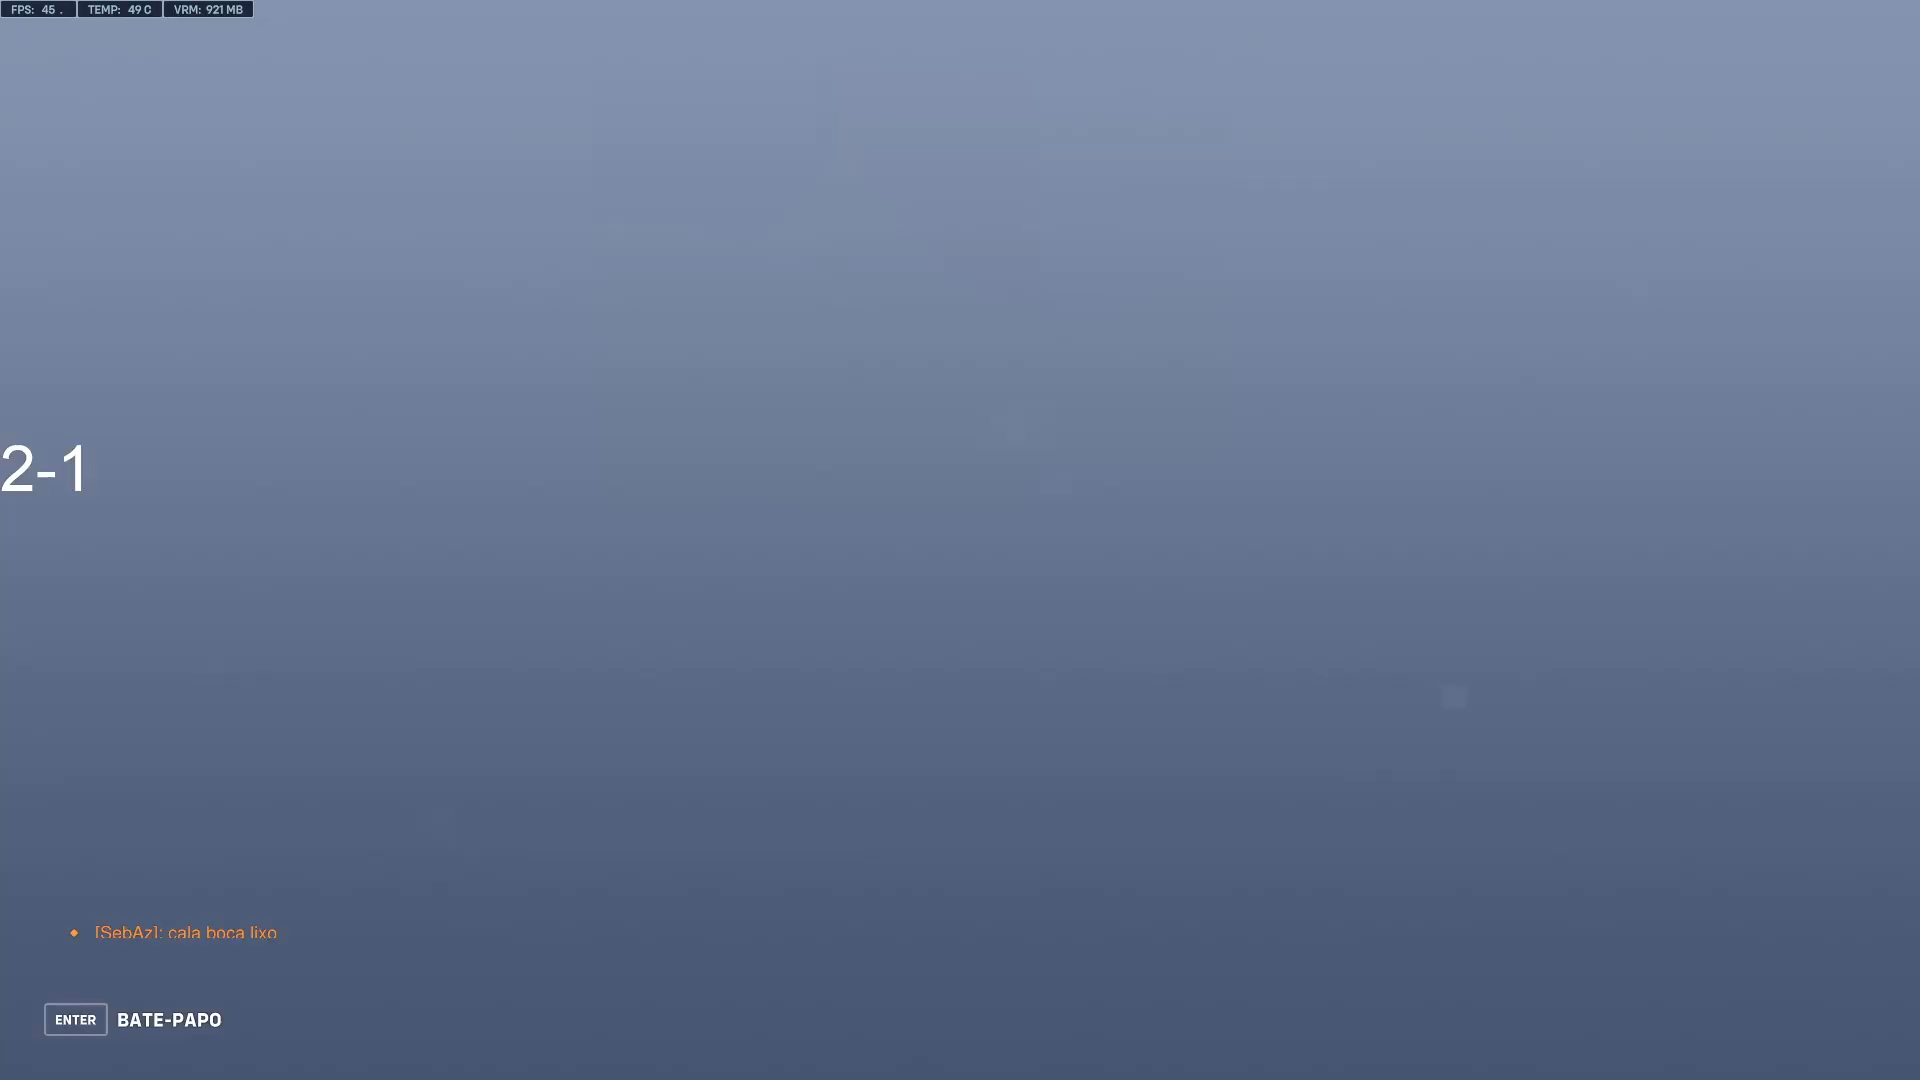 FPS: 45 .
TEMP: 49 C
VRM: 921 MB
2-1
[SebAz]: cala boca lixo
ENTER BATE-PAPO